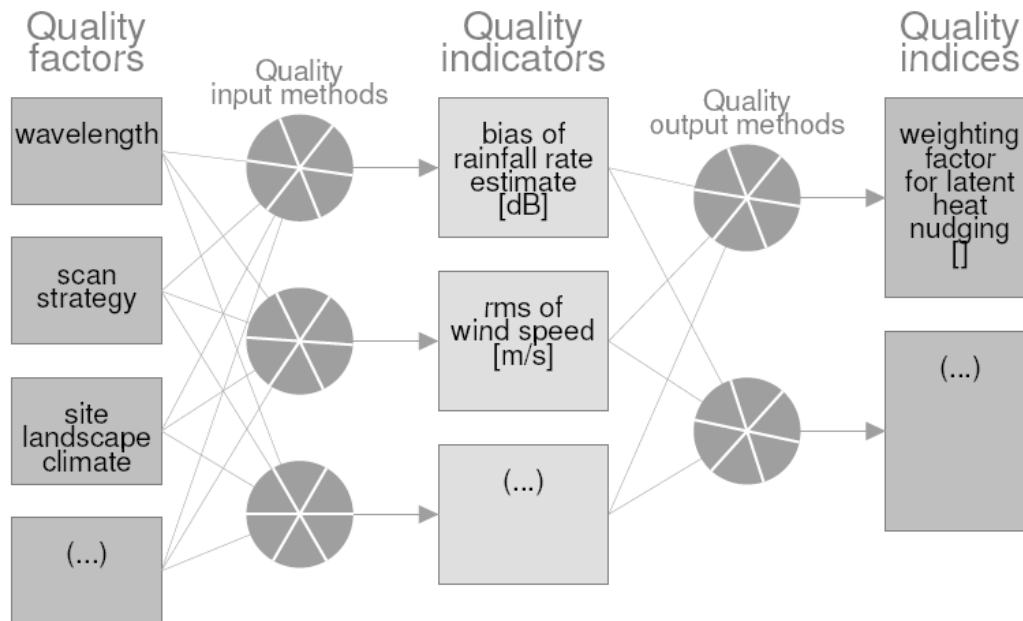 Quality
factors
Quality
input methods
Quality
indicators
Quality
output methods
Quality
indices
wavelength
scan
strategy
site
landscape
climate
(...)
bias of
rainfall rate
estimate
[dB]
rms of
wind speed
[m/s]
(...)
weighting
factor
for latent
heat
nudging
[]
(...)